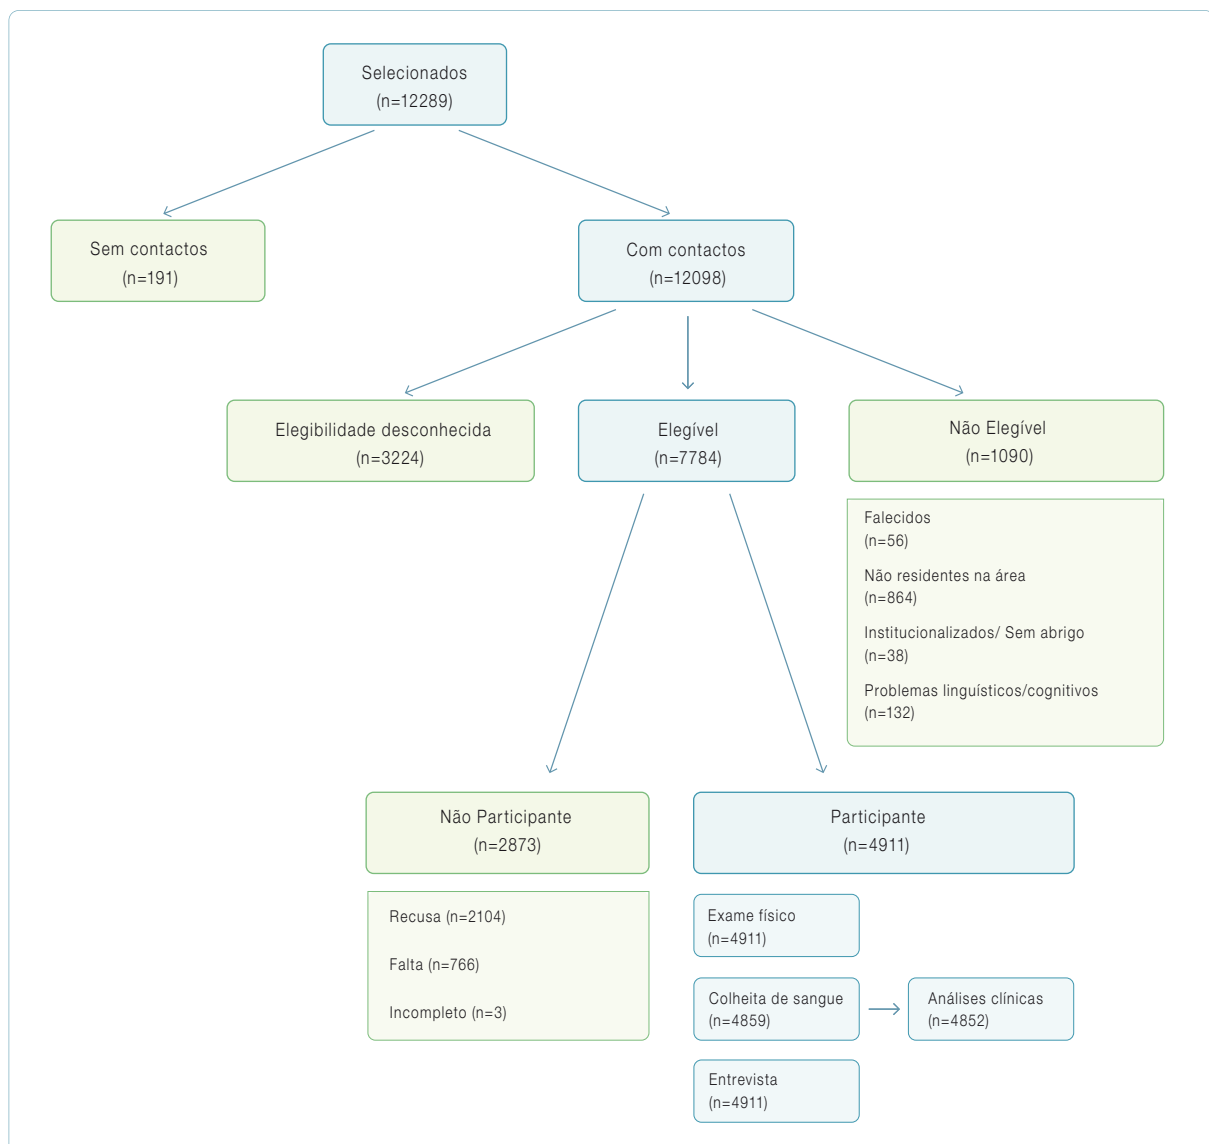 Selecionados
(n=12289)
Sem contactos
(n=191)
Com contactos
(n=12098)
Elegibilidade desconhecida
(n=3224)
Elegível
(n=7784)
Não Elegível
(n=1090)
Falecidos
(n=56)
Não residentes na área
(n=864)
Institucionalizados/ Sem abrigo
(n=38)
Problemas linguísticos/cognitivos
(n=132)
Não Participante
(n=2873)
Recusa (n=2104)
Falta (n=766)
Incompleto (n=3)
Participante
(n=4911)
Exame físico
(n=4911)
Colheita de sangue
(n=4859)
Análises clínicas
(n=4852)
Entrevista
(n=4911)